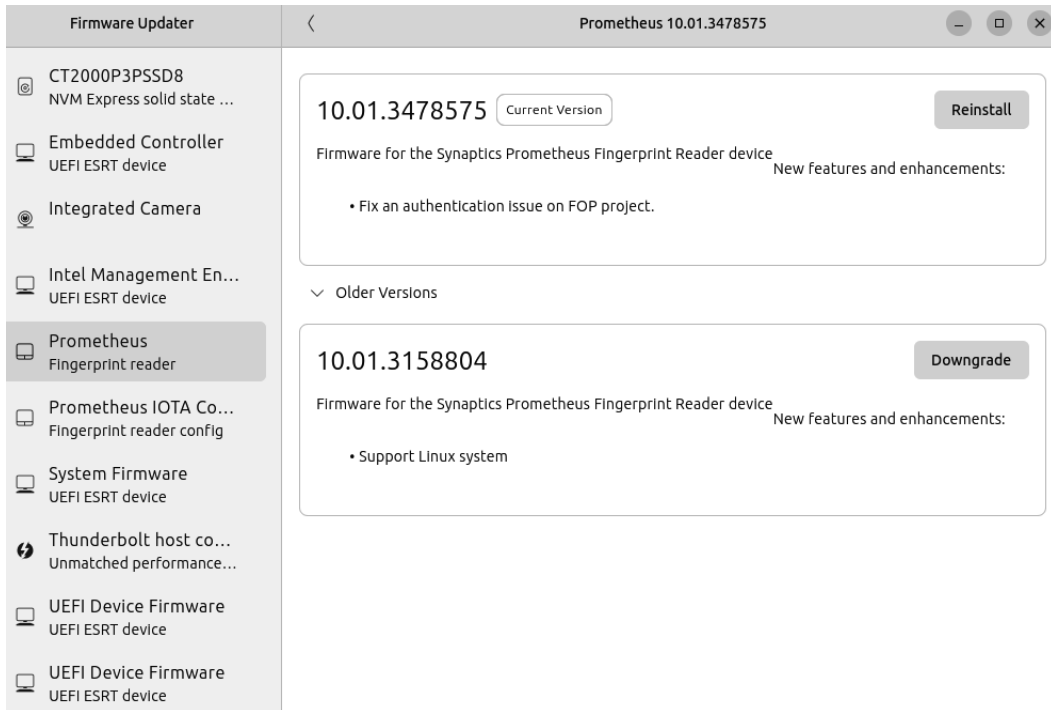 Firmware Updater
CT2000P3PSSD8
NVM Express solid state …
Embedded Controller
UEFI ESRT device
Integrated Camera
Intel Management En…
UEFI ESRT device
Prometheus
Fingerprint reader
Prometheus IOTA Co…
Fingerprint reader config
System Firmware
UEFI ESRT device
Thunderbolt host co…
Unmatched performance…
UEFI Device Firmware
UEFI ESRT device
UEFI Device Firmware
UEFI ESRT device
Prometheus 10.01.3478575
10.01.3478575 Current Version Reinstall
Firmware for the Synaptics Prometheus Fingerprint Reader device
New features and enhancements:
• Fix an authentication issue on FOP project.
Older Versions
10.01.3158804 Downgrade
Firmware for the Synaptics Prometheus Fingerprint Reader device
New features and enhancements:
• Support Linux system